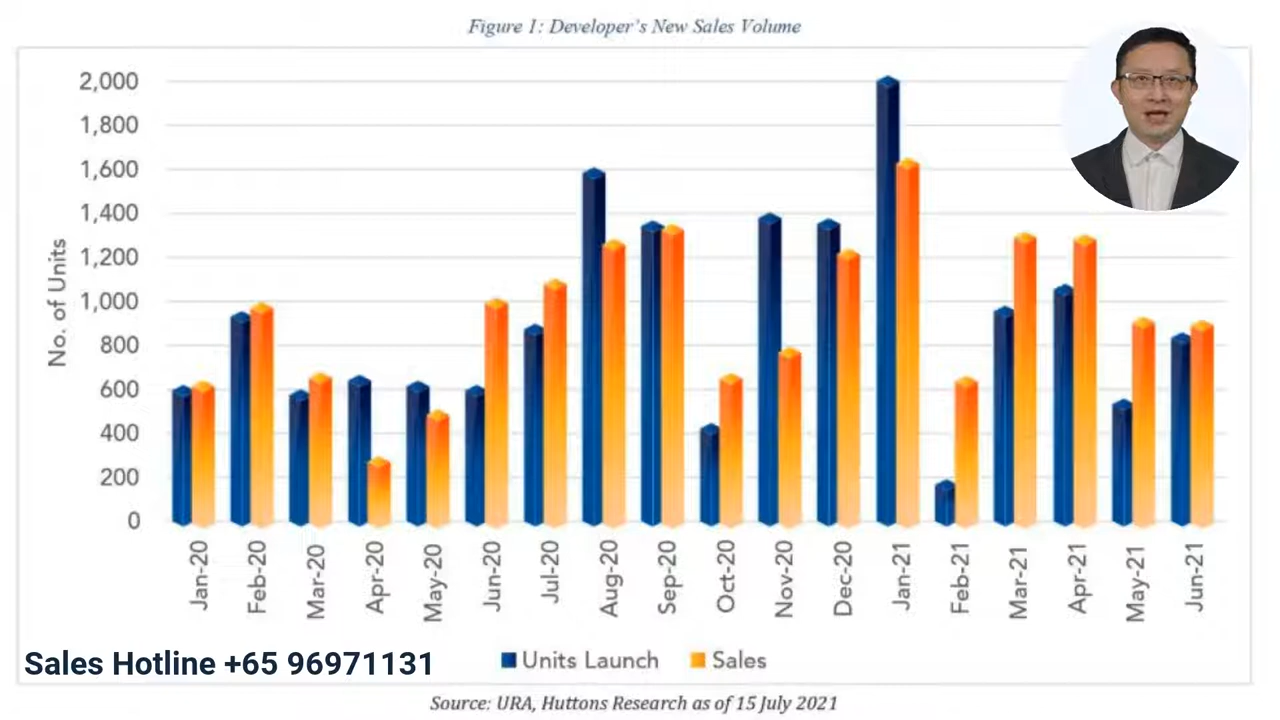 Figure 1: Developer's New Sales Volume
2,000
1,800
1,600
1,400
1,200
1,000
800
600
400
200
0
No. of Units
Jan-20
Feb-20
Mar-20
Apr-20
May-20
Jun-20
Jul-20
Aug-20
Sep-20
Oct-20
Nov-20
Dec-20
Jan-21
Feb-21
Mar-21
Apr-21
May-21
Jun-21
Units Launch
Sales
Sales Hotline +65 96971131
Source: URA, Huttons Research as of 15 July 2021